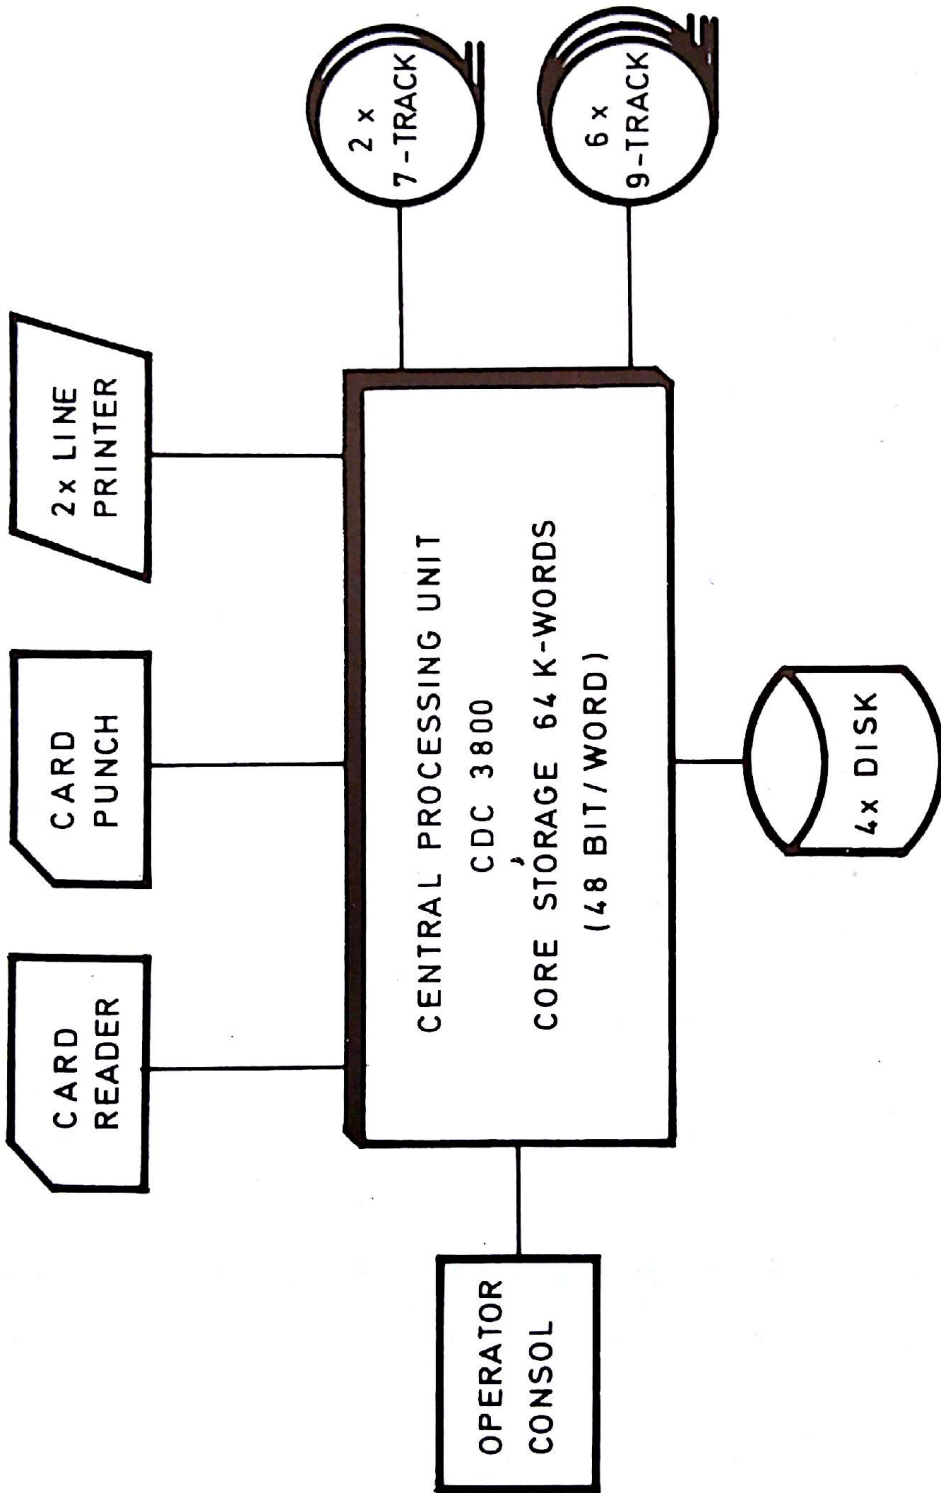 CARD
READER
CARD
PUNCH
2x LINE
PRINTER
OPERATOR
CONSOL
CENTRAL PROCESSING UNIT
CDC 3800
CORE STORAGE 64 K-WORDS
(48 BIT/WORD)
2 x
7-TRACK
6 x
9-TRACK
4x DISK